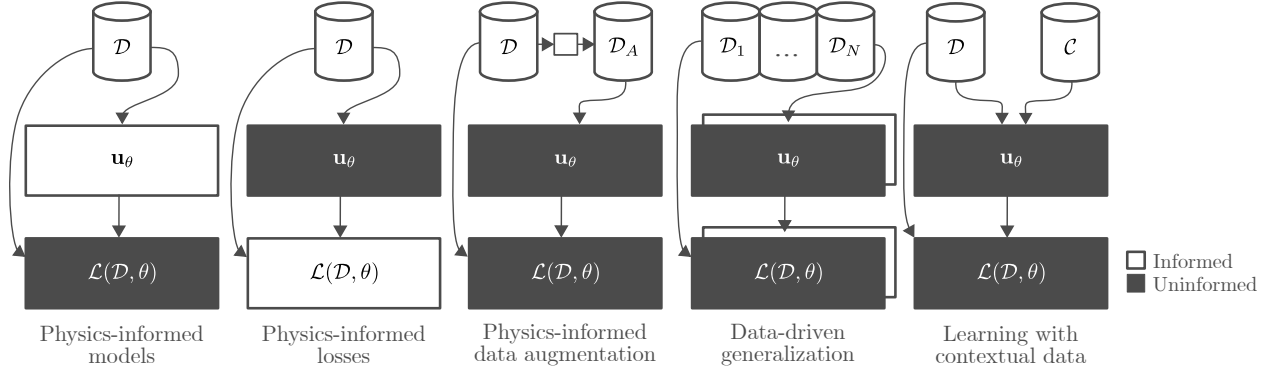 𝒟
𝒟
𝒟
𝒟_A
𝒟_1
...
𝒟_N
𝒟
𝒞
u_θ
u_θ
u_θ
u_θ
u_θ
ℒ(𝒟, θ)
ℒ(𝒟, θ)
ℒ(𝒟, θ)
ℒ(𝒟, θ)
ℒ(𝒟, θ)
Informed
Uninformed
Physics-informed
models
Physics-informed
losses
Physics-informed
data augmentation
Data-driven
generalization
Learning with
contextual data